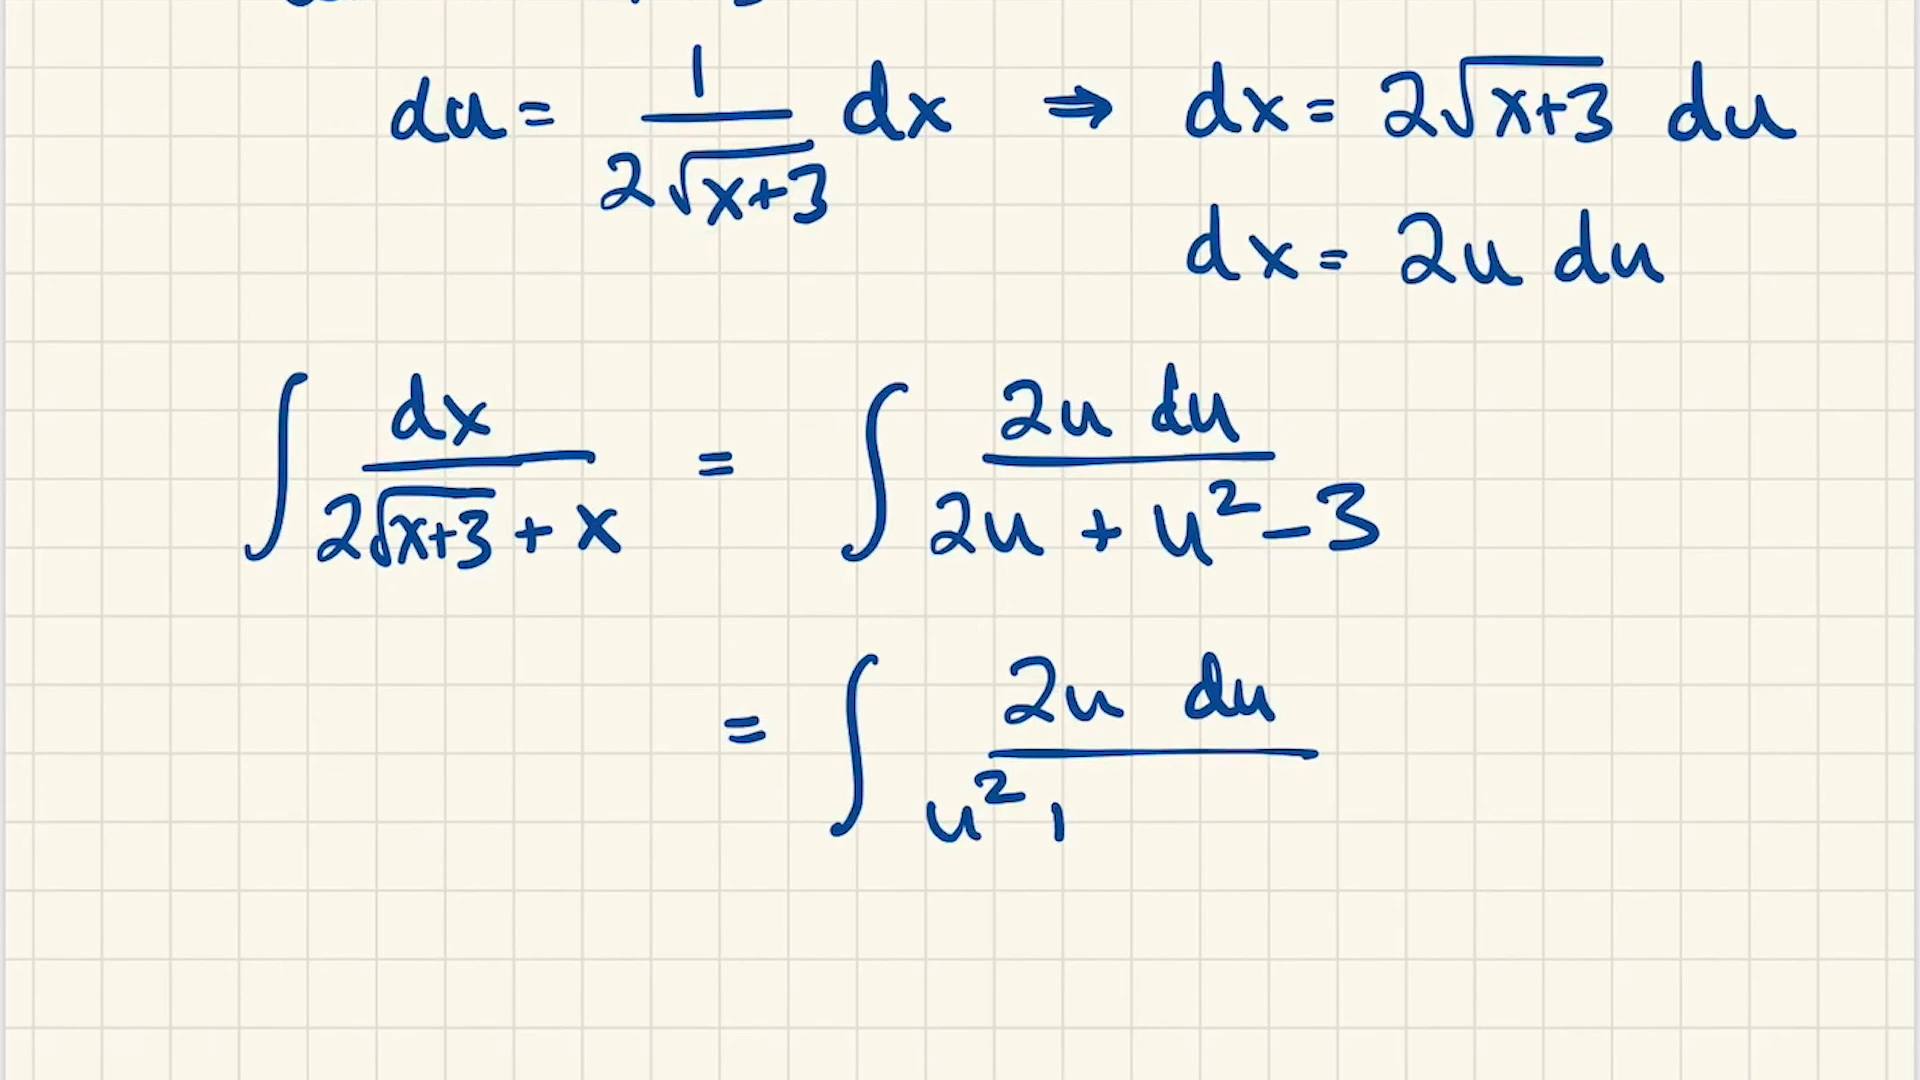 du = 1/(2√(x+3)) dx ⇒ dx = 2√(x+3) du
dx = 2u du
∫ dx/(2√(x+3) + x) = ∫ 2u du/(2u + u² − 3)
= ∫ 2u du/u²